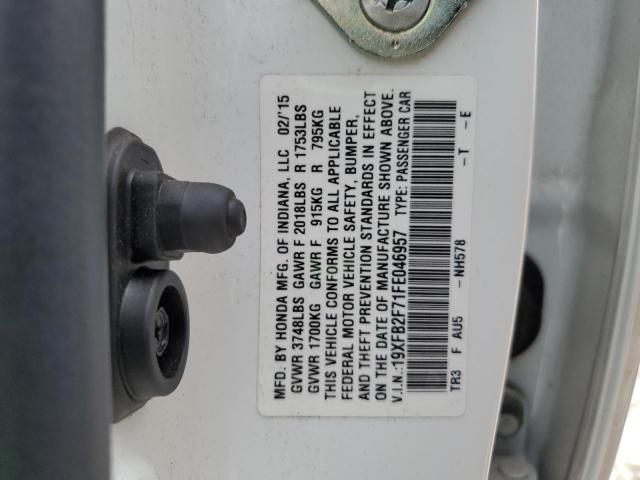 MFD. BY HONDA MFG. OF INDIANA, LLC 02/'15
GVWR 3748LBS GAWR F 2018LBS R 1753LBS
GVWR 1700KG GAWR F 915KG R 795KG
THIS VEHICLE CONFORMS TO ALL APPLICABLE
FEDERAL MOTOR VEHICLE SAFETY, BUMPER,
AND THEFT PREVENTION STANDARDS IN EFFECT
ON THE DATE OF MANUFACTURE SHOWN ABOVE.
V.I.N.:19XFB2F71FE046957 TYPE: PASSENGER CAR
TR3 F AU5 -NH578 -T -E